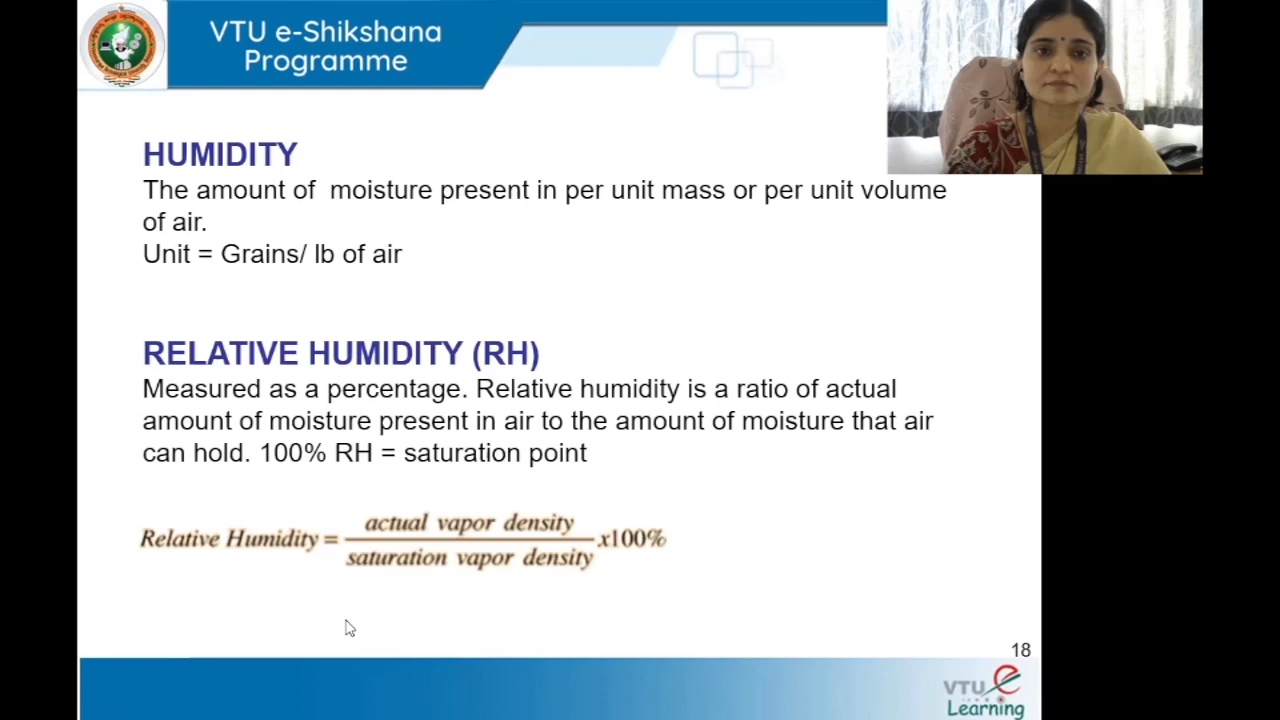 VTU e-Shikshana
Programme
HUMIDITY
The amount of  moisture present in per unit mass or per unit volume
of air.
Unit = Grains/ lb of air
RELATIVE HUMIDITY (RH)
Measured as a percentage. Relative humidity is a ratio of actual
amount of moisture present in air to the amount of moisture that air
can hold. 100% RH = saturation point
Relative Humidity = actual vapor density / saturation vapor density x100%
18
VTU e
Learning